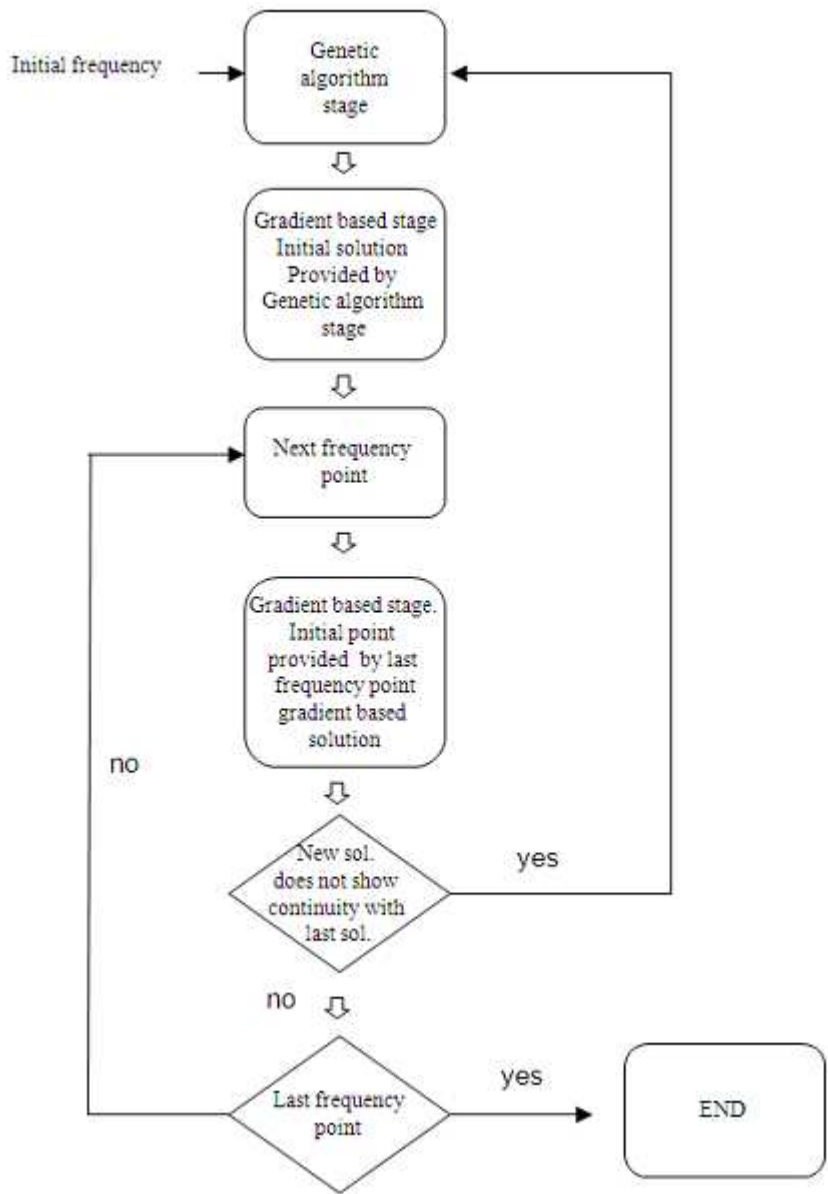 Initial frequency
Genetic
algorithm
stage
Gradient based stage
Initial solution
Provided by
Genetic algorithm
stage
Next frequency
point
Gradient based stage.
Initial point
provided by last
frequency point
gradient based
solution
no
New sol.
does not show
continuity with
last sol.
yes
no
Last frequency
point
yes
END